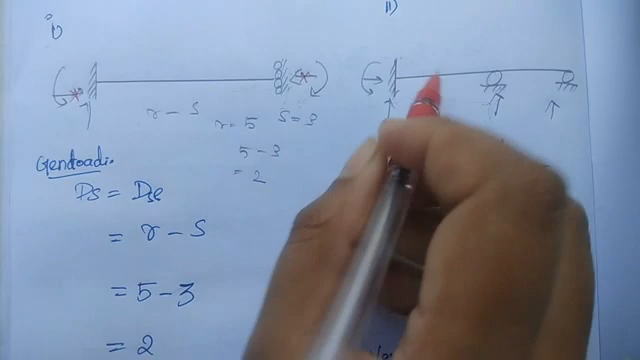 i)
ii)
r - s
r = 5 s = 3
5 - 3
= 2
Ds = Dse
= r - s
= 5 - 3
= 2